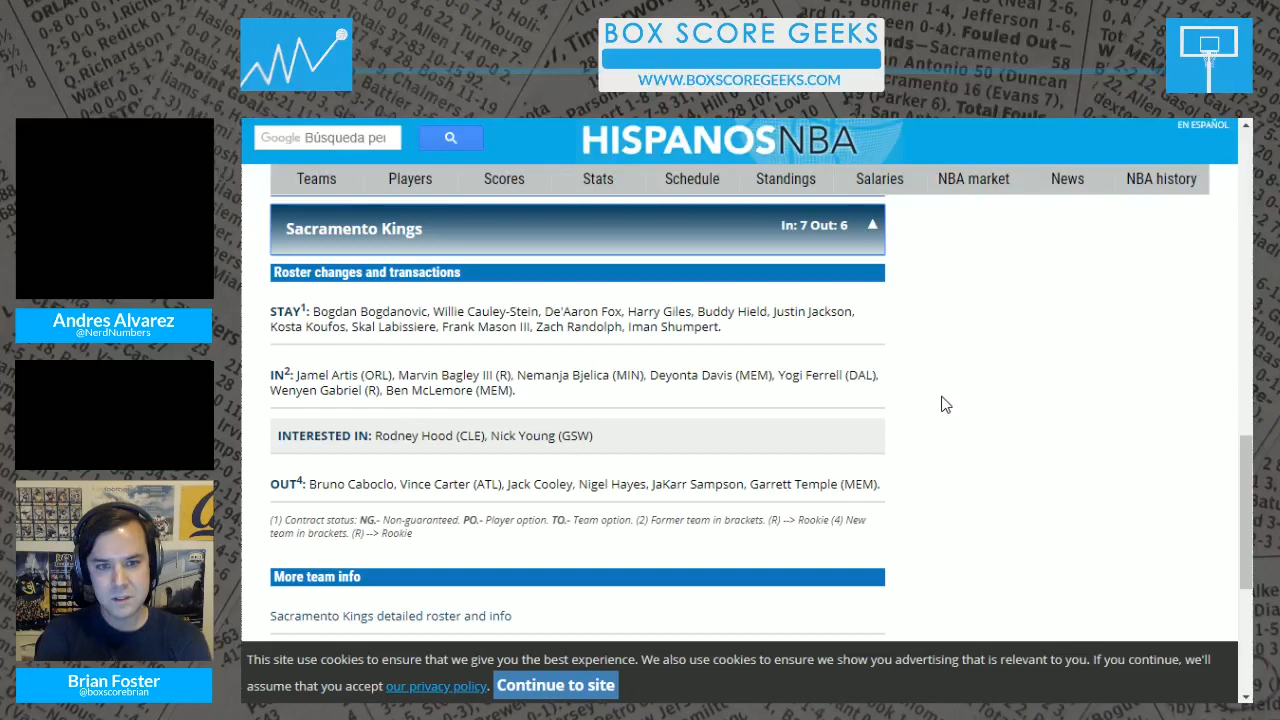 BOX SCORE GEEKS
WWW.BOXSCOREGEEKS.COM
Google Búsqueda pei
HISPANOSNBA
EN ESPAÑOL
Teams Players Scores Stats Schedule Standings Salaries NBA market News NBA history
Sacramento Kings In: 7 Out: 6 ▲
Roster changes and transactions
STAY1: Bogdan Bogdanovic, Willie Cauley-Stein, De'Aaron Fox, Harry Giles, Buddy Hield, Justin Jackson,
Kosta Koufos, Skal Labissiere, Frank Mason III, Zach Randolph, Iman Shumpert.
IN2: Jamel Artis (ORL), Marvin Bagley III (R), Nemanja Bjelica (MIN), Deyonta Davis (MEM), Yogi Ferrell (DAL),
Wenyen Gabriel (R), Ben McLemore (MEM).
INTERESTED IN: Rodney Hood (CLE), Nick Young (GSW)
OUT4: Bruno Caboclo, Vince Carter (ATL), Jack Cooley, Nigel Hayes, JaKarr Sampson, Garrett Temple (MEM).
(1) Contract status: NG.- Non-guaranteed. PO.- Player option. TO.- Team option. (2) Former team in brackets. (R) --> Rookie (4) New
team in brackets. (R) --> Rookie
More team info
Sacramento Kings detailed roster and info
This site use cookies to ensure that we give you the best experience. We also use cookies to ensure we show you advertising that is relevant to you. If you continue, we'll
assume that you accept our privacy policy. Continue to site
Andres Alvarez
@NerdNumbers
Brian Foster
@boxscorebrian